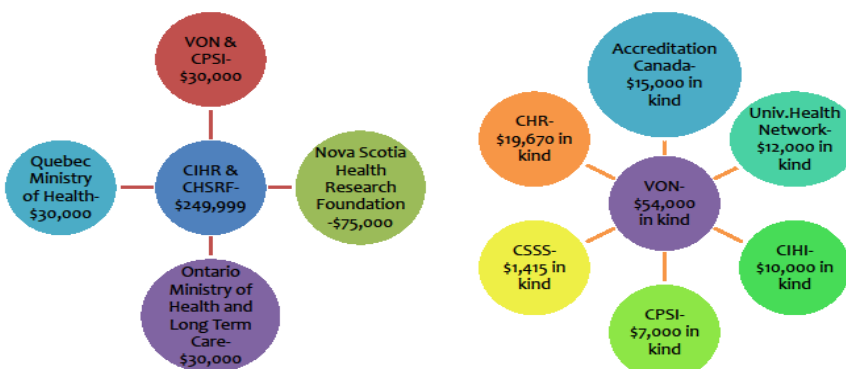 VON &
CPSI-
$30,000
Quebec
Ministry
of Health-
$30,000
CIHR &
CHSRF-
$249,999
Nova Scotia
Health
Research
Foundation
-$75,000
Ontario
Ministry of
Health and
Long Term
Care-
$30,000
Accreditation
Canada-
$15,000 in
kind
CHR-
$19,670 in
kind
Univ.Health
Network-
$12,000 in
kind
VON-
$54,000
in kind
CSSS-
$1,415 in
kind
CIHI-
$10,000 in
kind
CPSI-
$7,000 in
kind